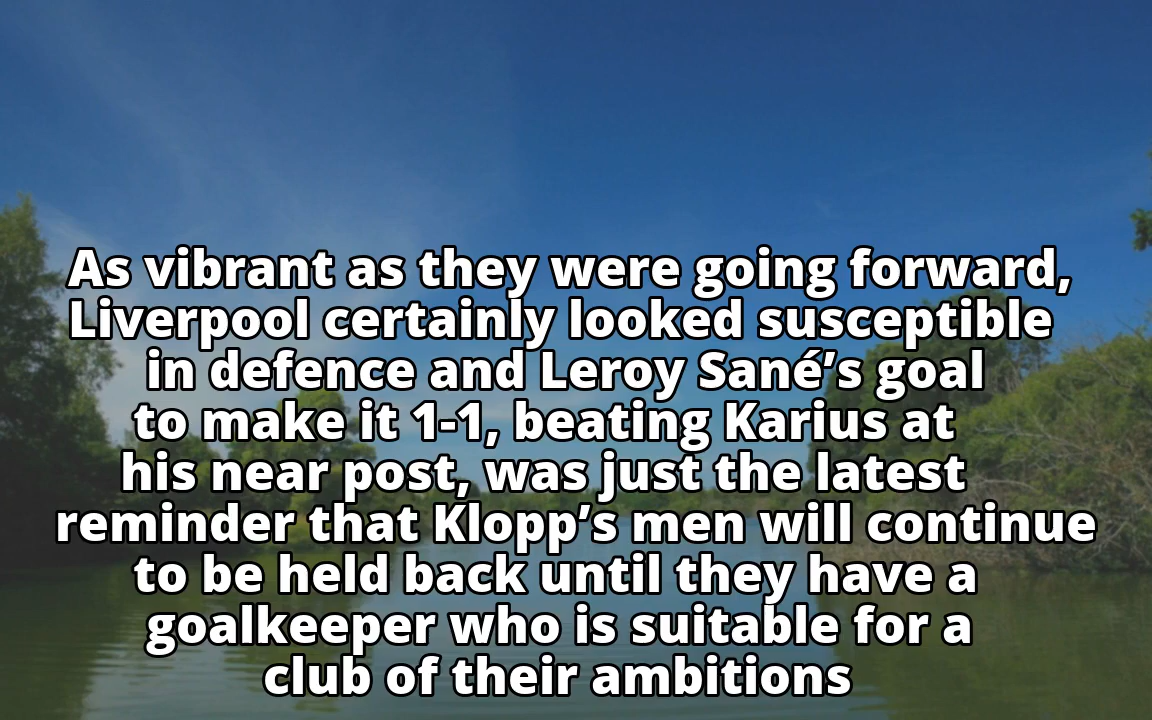 As vibrant as they were going forward,
Liverpool certainly looked susceptible
in defence and Leroy Sané’s goal
to make it 1-1, beating Karius at
his near post, was just the latest
reminder that Klopp’s men will continue
to be held back until they have a
goalkeeper who is suitable for a
club of their ambitions